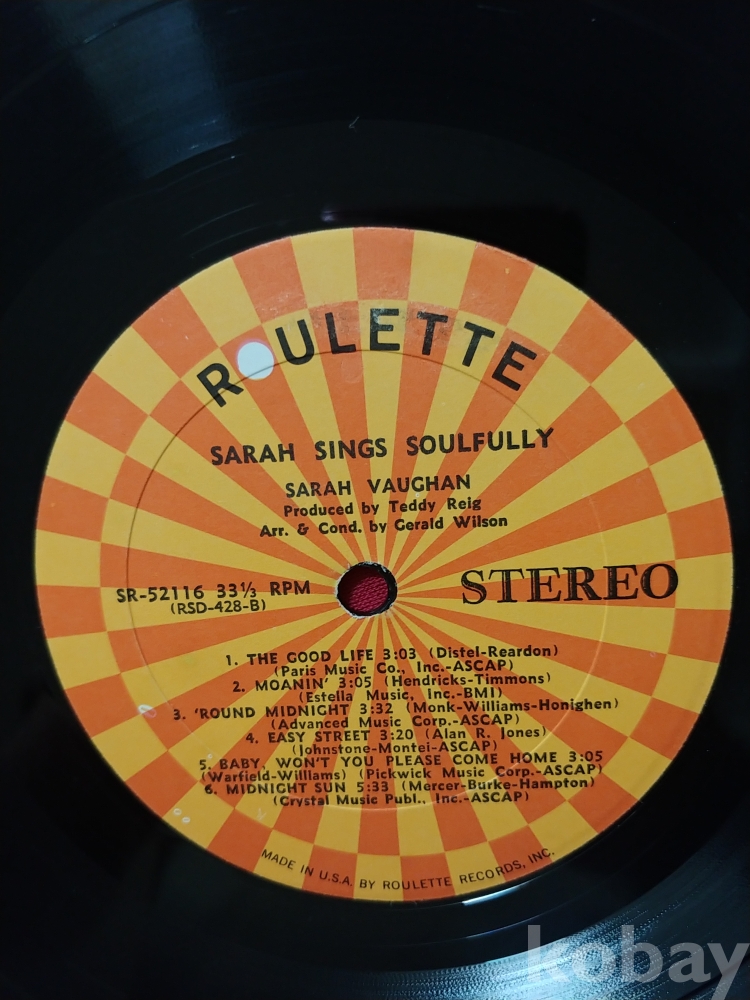 ROULETTE
SARAH SINGS SOULFULLY
SARAH VAUGHAN
Produced by Teddy Reig
Arr. & Cond. by Gerald Wilson
SR-52116 33⅓ RPM
(RSD-428-B)
STEREO
1. THE GOOD LIFE 3:03 (Distel-Reardon)
(Paris Music Co., Inc.-ASCAP)
2. MOANIN' 3:05 (Hendricks-Timmons)
(Estella Music, Inc.-BMI)
3. 'ROUND MIDNIGHT 3:32 (Monk-Williams-Honighen)
(Advanced Music Corp.-ASCAP)
4. EASY STREET 3:20 (Alan R. Jones)
(Johnstone-Montei-ASCAP)
5. BABY, WON'T YOU PLEASE COME HOME 3:05
(Warfield-Williams) (Pickwick Music Corp.-ASCAP)
6. MIDNIGHT SUN 5:33 (Mercer-Burke-Hampton)
(Crystal Music Publ., Inc.-ASCAP)
MADE IN U.S.A. BY ROULETTE RECORDS, INC.
kobay